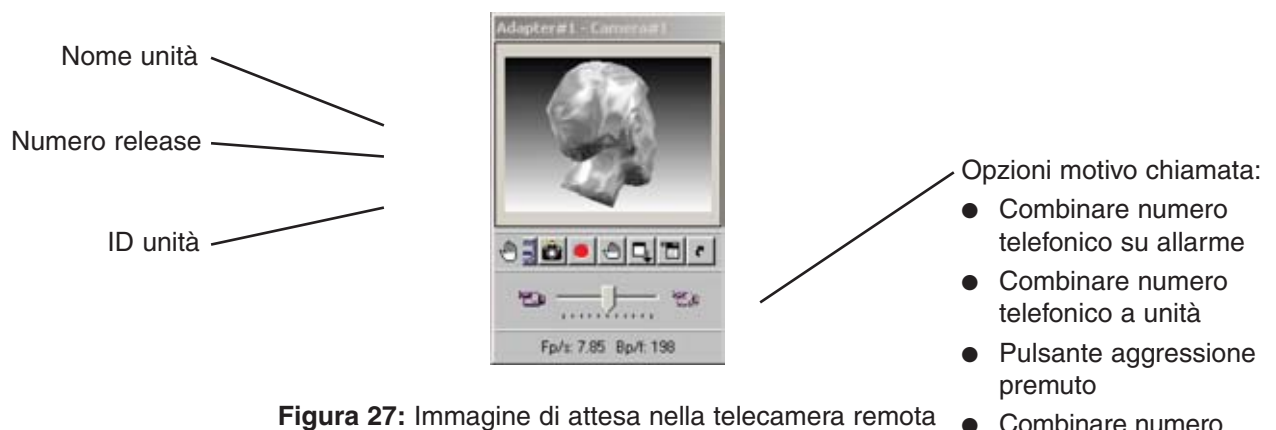 Adapter#1 - Camera#1
Nome unità
Numero release
ID unità
Fp/s: 7.85 Bp/f: 198
Opzioni motivo chiamata:
● Combinare numero
telefonico su allarme
● Combinare numero
telefonico a unità
● Pulsante aggressione
premuto
● Combinare numero
Figura 27: Immagine di attesa nella telecamera remota